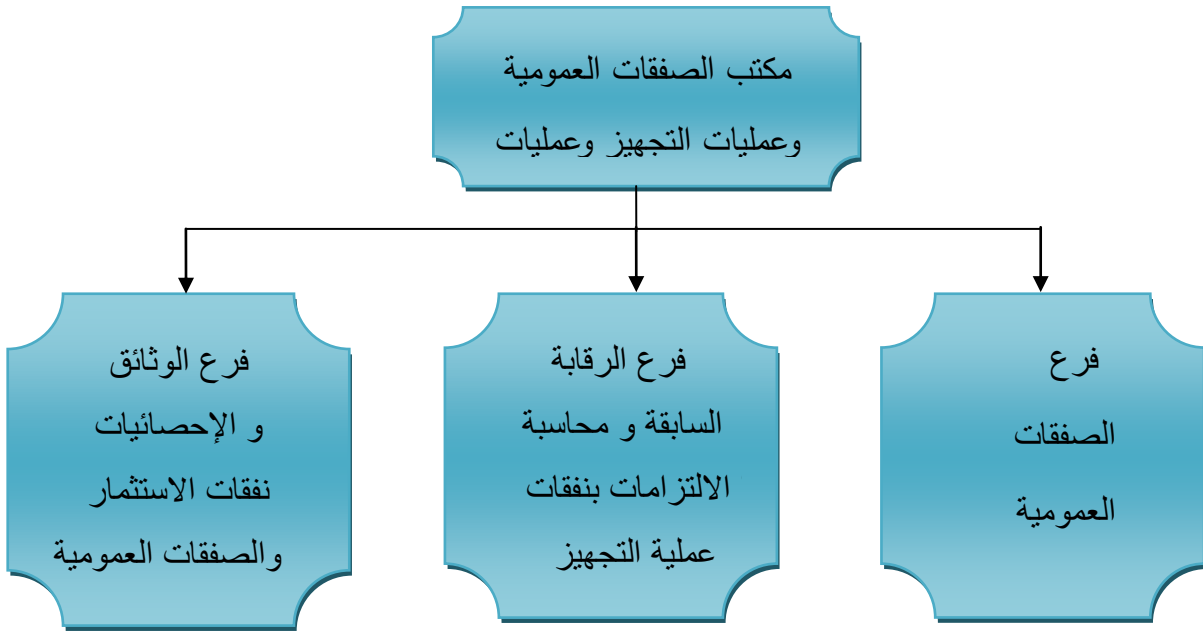 مكتب الصفقات العمومية
وعمليات التجهيز وعمليات
فرع
الصفقات
العمومية
فرع الرقابة
السابقة و محاسبة
الالتزامات بنفقات
عملية التجهيز
فرع الوثائق
و الإحصائيات
نفقات الاستثمار
والصفقات العمومية